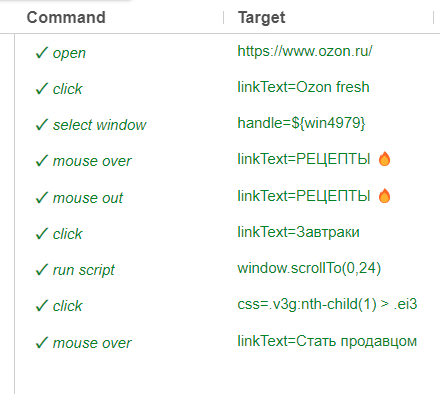 Command Target
✓ open https://www.ozon.ru/
✓ click linkText=Ozon fresh
✓ select window handle=${win4979}
✓ mouse over linkText=РЕЦЕПТЫ 🔥
✓ mouse out linkText=РЕЦЕПТЫ 🔥
✓ click linkText=Завтраки
✓ run script window.scrollTo(0,24)
✓ click css=.v3g:nth-child(1) > .ei3
✓ mouse over linkText=Стать продавцом